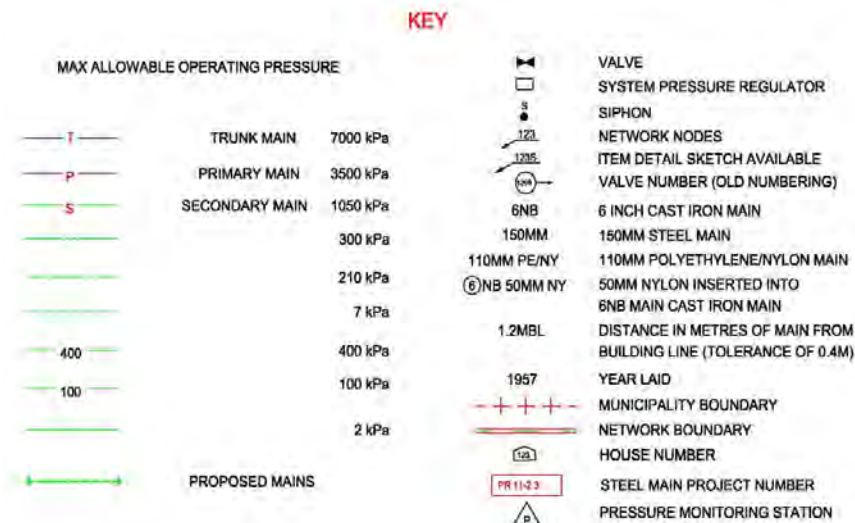 KEY
MAX ALLOWABLE OPERATING PRESSURE
T TRUNK MAIN 7000 kPa
P PRIMARY MAIN 3500 kPa
S SECONDARY MAIN 1050 kPa
300 kPa
210 kPa
7 kPa
400 400 kPa
100 100 kPa
2 kPa
PROPOSED MAINS
VALVE
SYSTEM PRESSURE REGULATOR
S SIPHON
123 NETWORK NODES
1235 ITEM DETAIL SKETCH AVAILABLE
VALVE NUMBER (OLD NUMBERING)
6NB 6 INCH CAST IRON MAIN
150MM 150MM STEEL MAIN
110MM PE/NY 110MM POLYETHYLENE/NYLON MAIN
6NB 50MM NY 50MM NYLON INSERTED INTO
6NB MAIN CAST IRON MAIN
1.2MBL DISTANCE IN METRES OF MAIN FROM
BUILDING LINE (TOLERANCE OF 0.4M)
1957 YEAR LAID
MUNICIPALITY BOUNDARY
NETWORK BOUNDARY
123 HOUSE NUMBER
STEEL MAIN PROJECT NUMBER
P PRESSURE MONITORING STATION